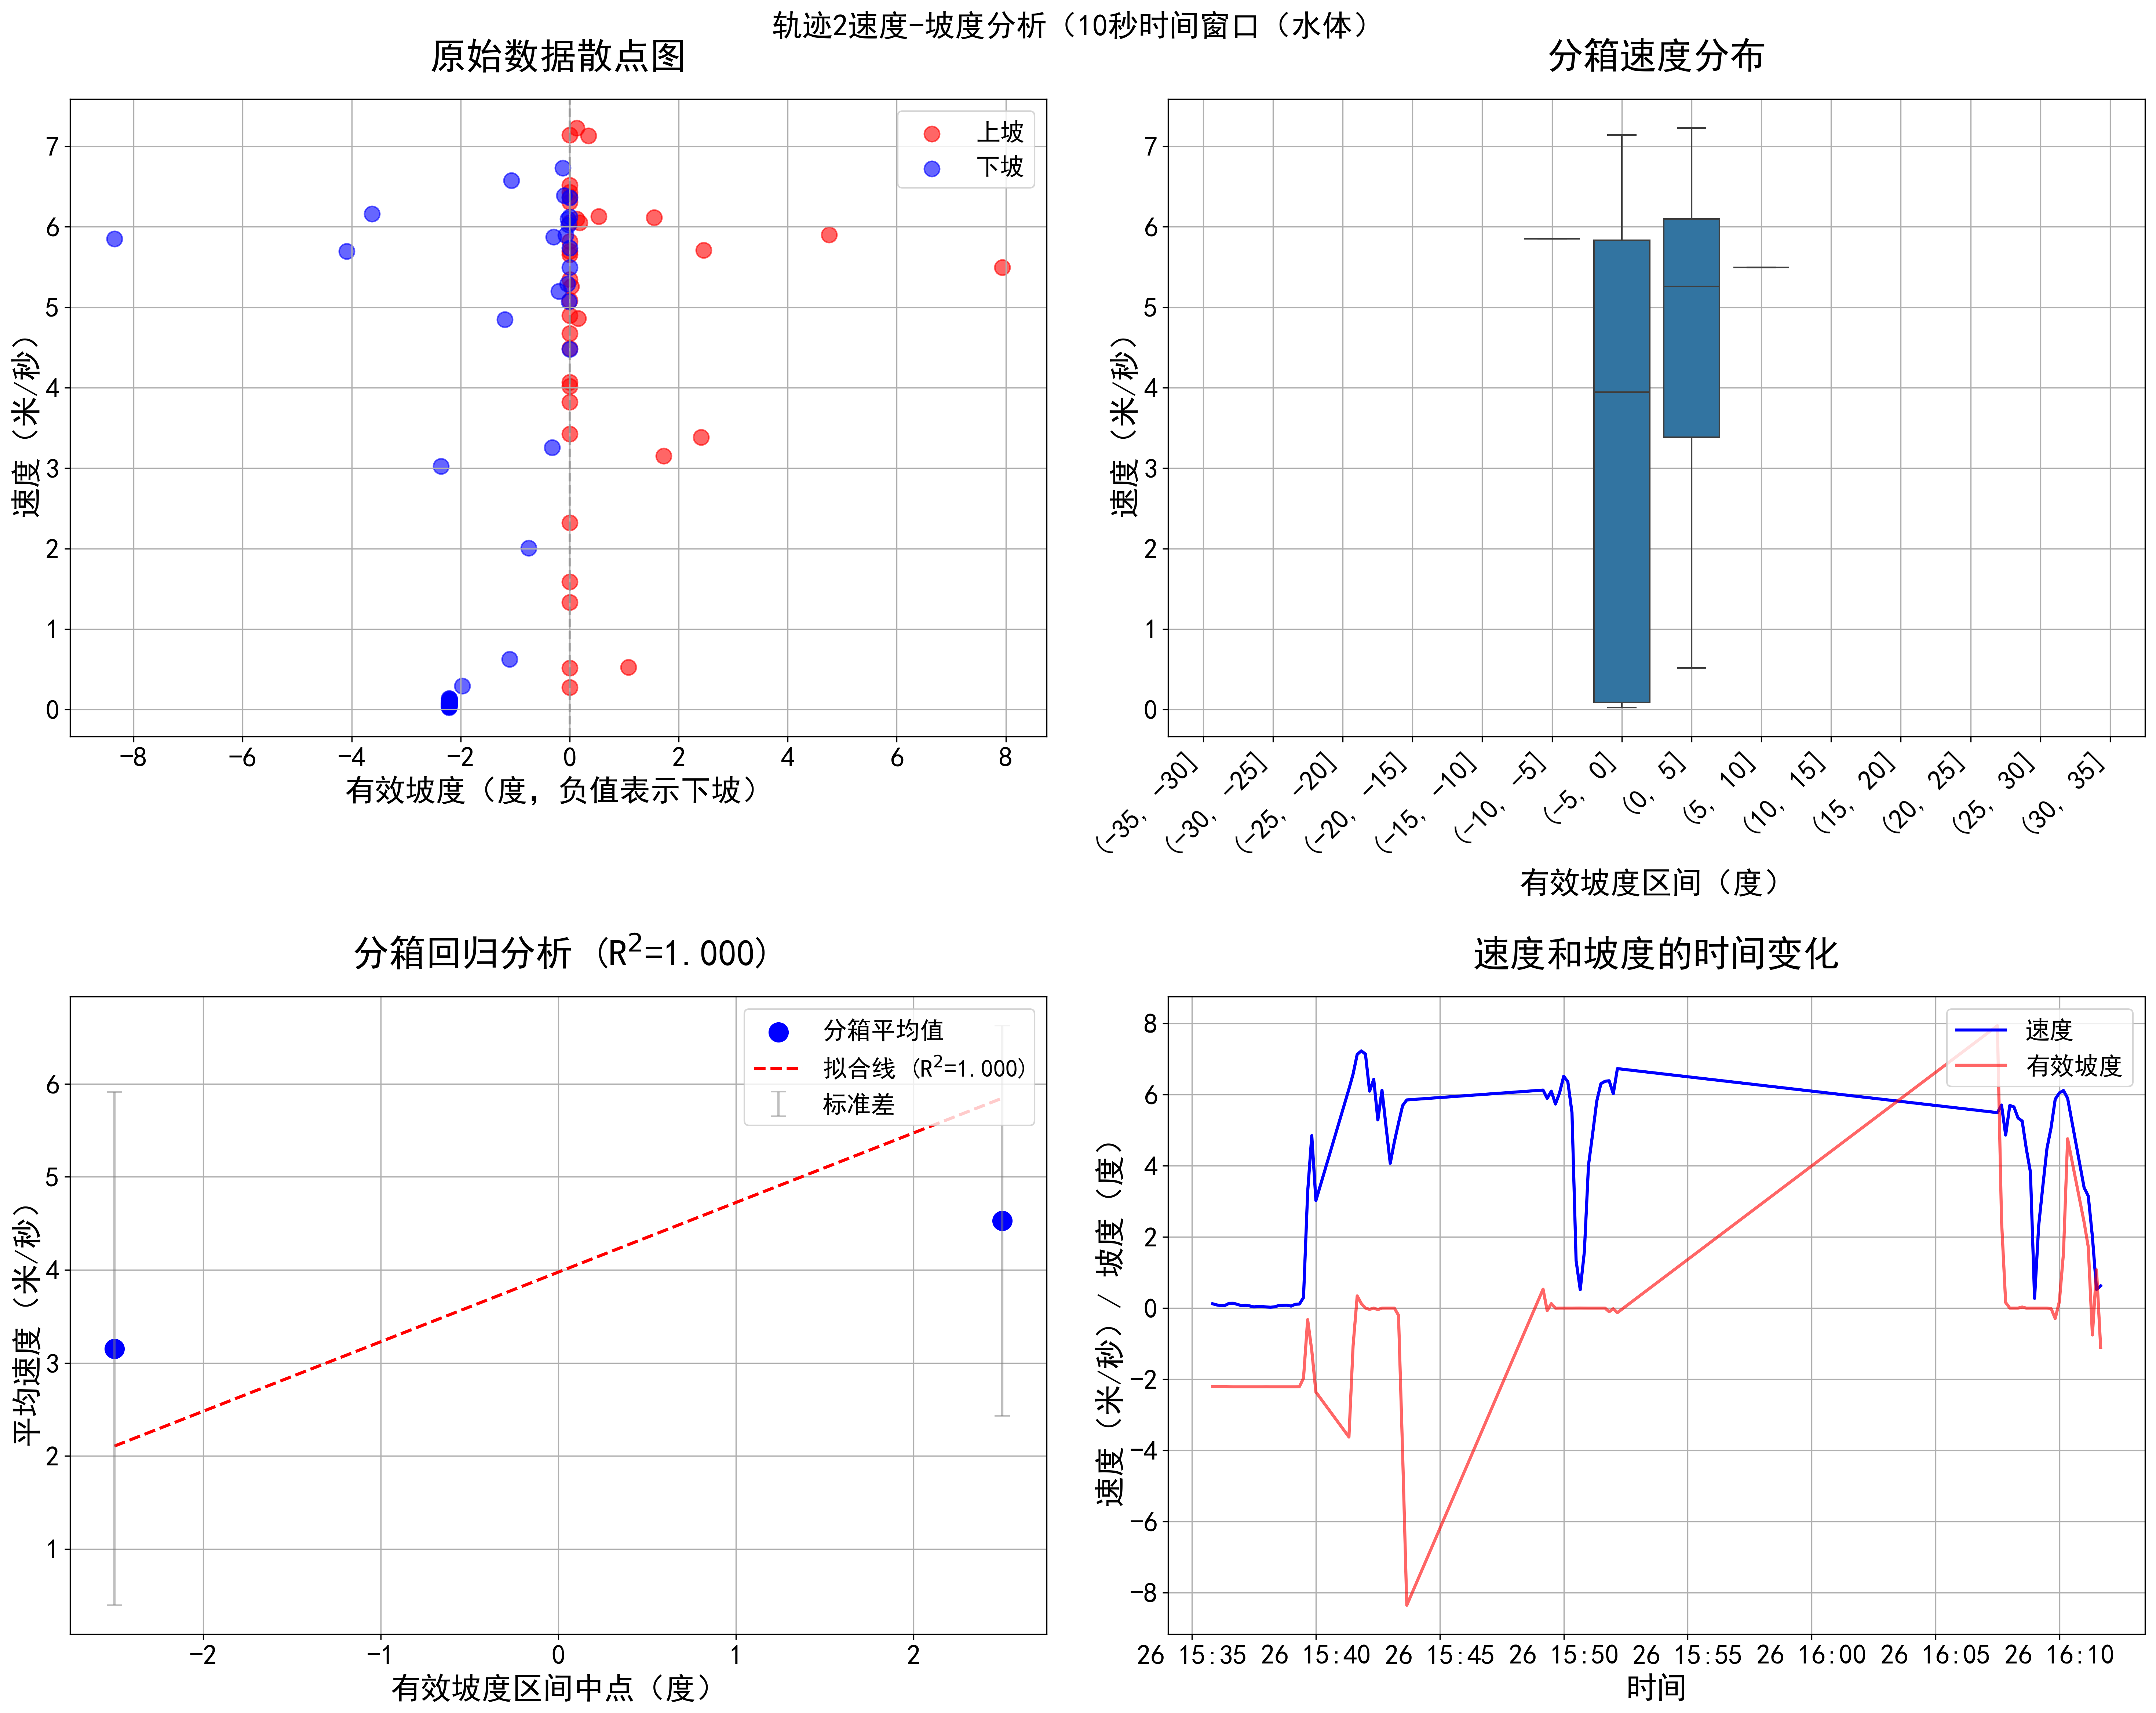 轨迹2速度-坡度分析（10秒时间窗口（水体）
原始数据散点图
上坡
下坡
7
6
5
4
3
2
1
0
速度（米/秒）
−8 −6 −4 −2 0 2 4 6 8
有效坡度（度，负值表示下坡）
分箱速度分布
7
6
5
4
3
2
1
0
速度（米/秒）
(-35, -30]
(-30, -25]
(-25, -20]
(-20, -15]
(-15, -10]
(-10, -5]
(-5, 0]
(0, 5]
(5, 10]
(10, 15]
(15, 20]
(20, 25]
(25, 30]
(30, 35]
有效坡度区间（度）
分箱回归分析 (R²=1.000)
分箱平均值
拟合线 (R²=1.000)
标准差
6
5
4
3
2
1
平均速度（米/秒）
−2 −1 0 1 2
有效坡度区间中点（度）
速度和坡度的时间变化
速度
有效坡度
8
6
4
2
0
−2
−4
−6
−8
速度（米/秒）/ 坡度（度）
26 15:35 26 15:40 26 15:45 26 15:50 26 15:55 26 16:00 26 16:05 26 16:10
时间